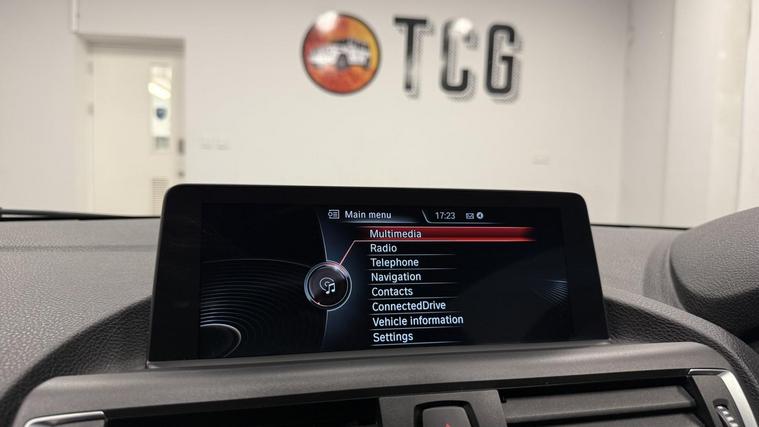 TCG
Main menu 17:23
Multimedia
Radio
Telephone
Navigation
Contacts
ConnectedDrive
Vehicle information
Settings